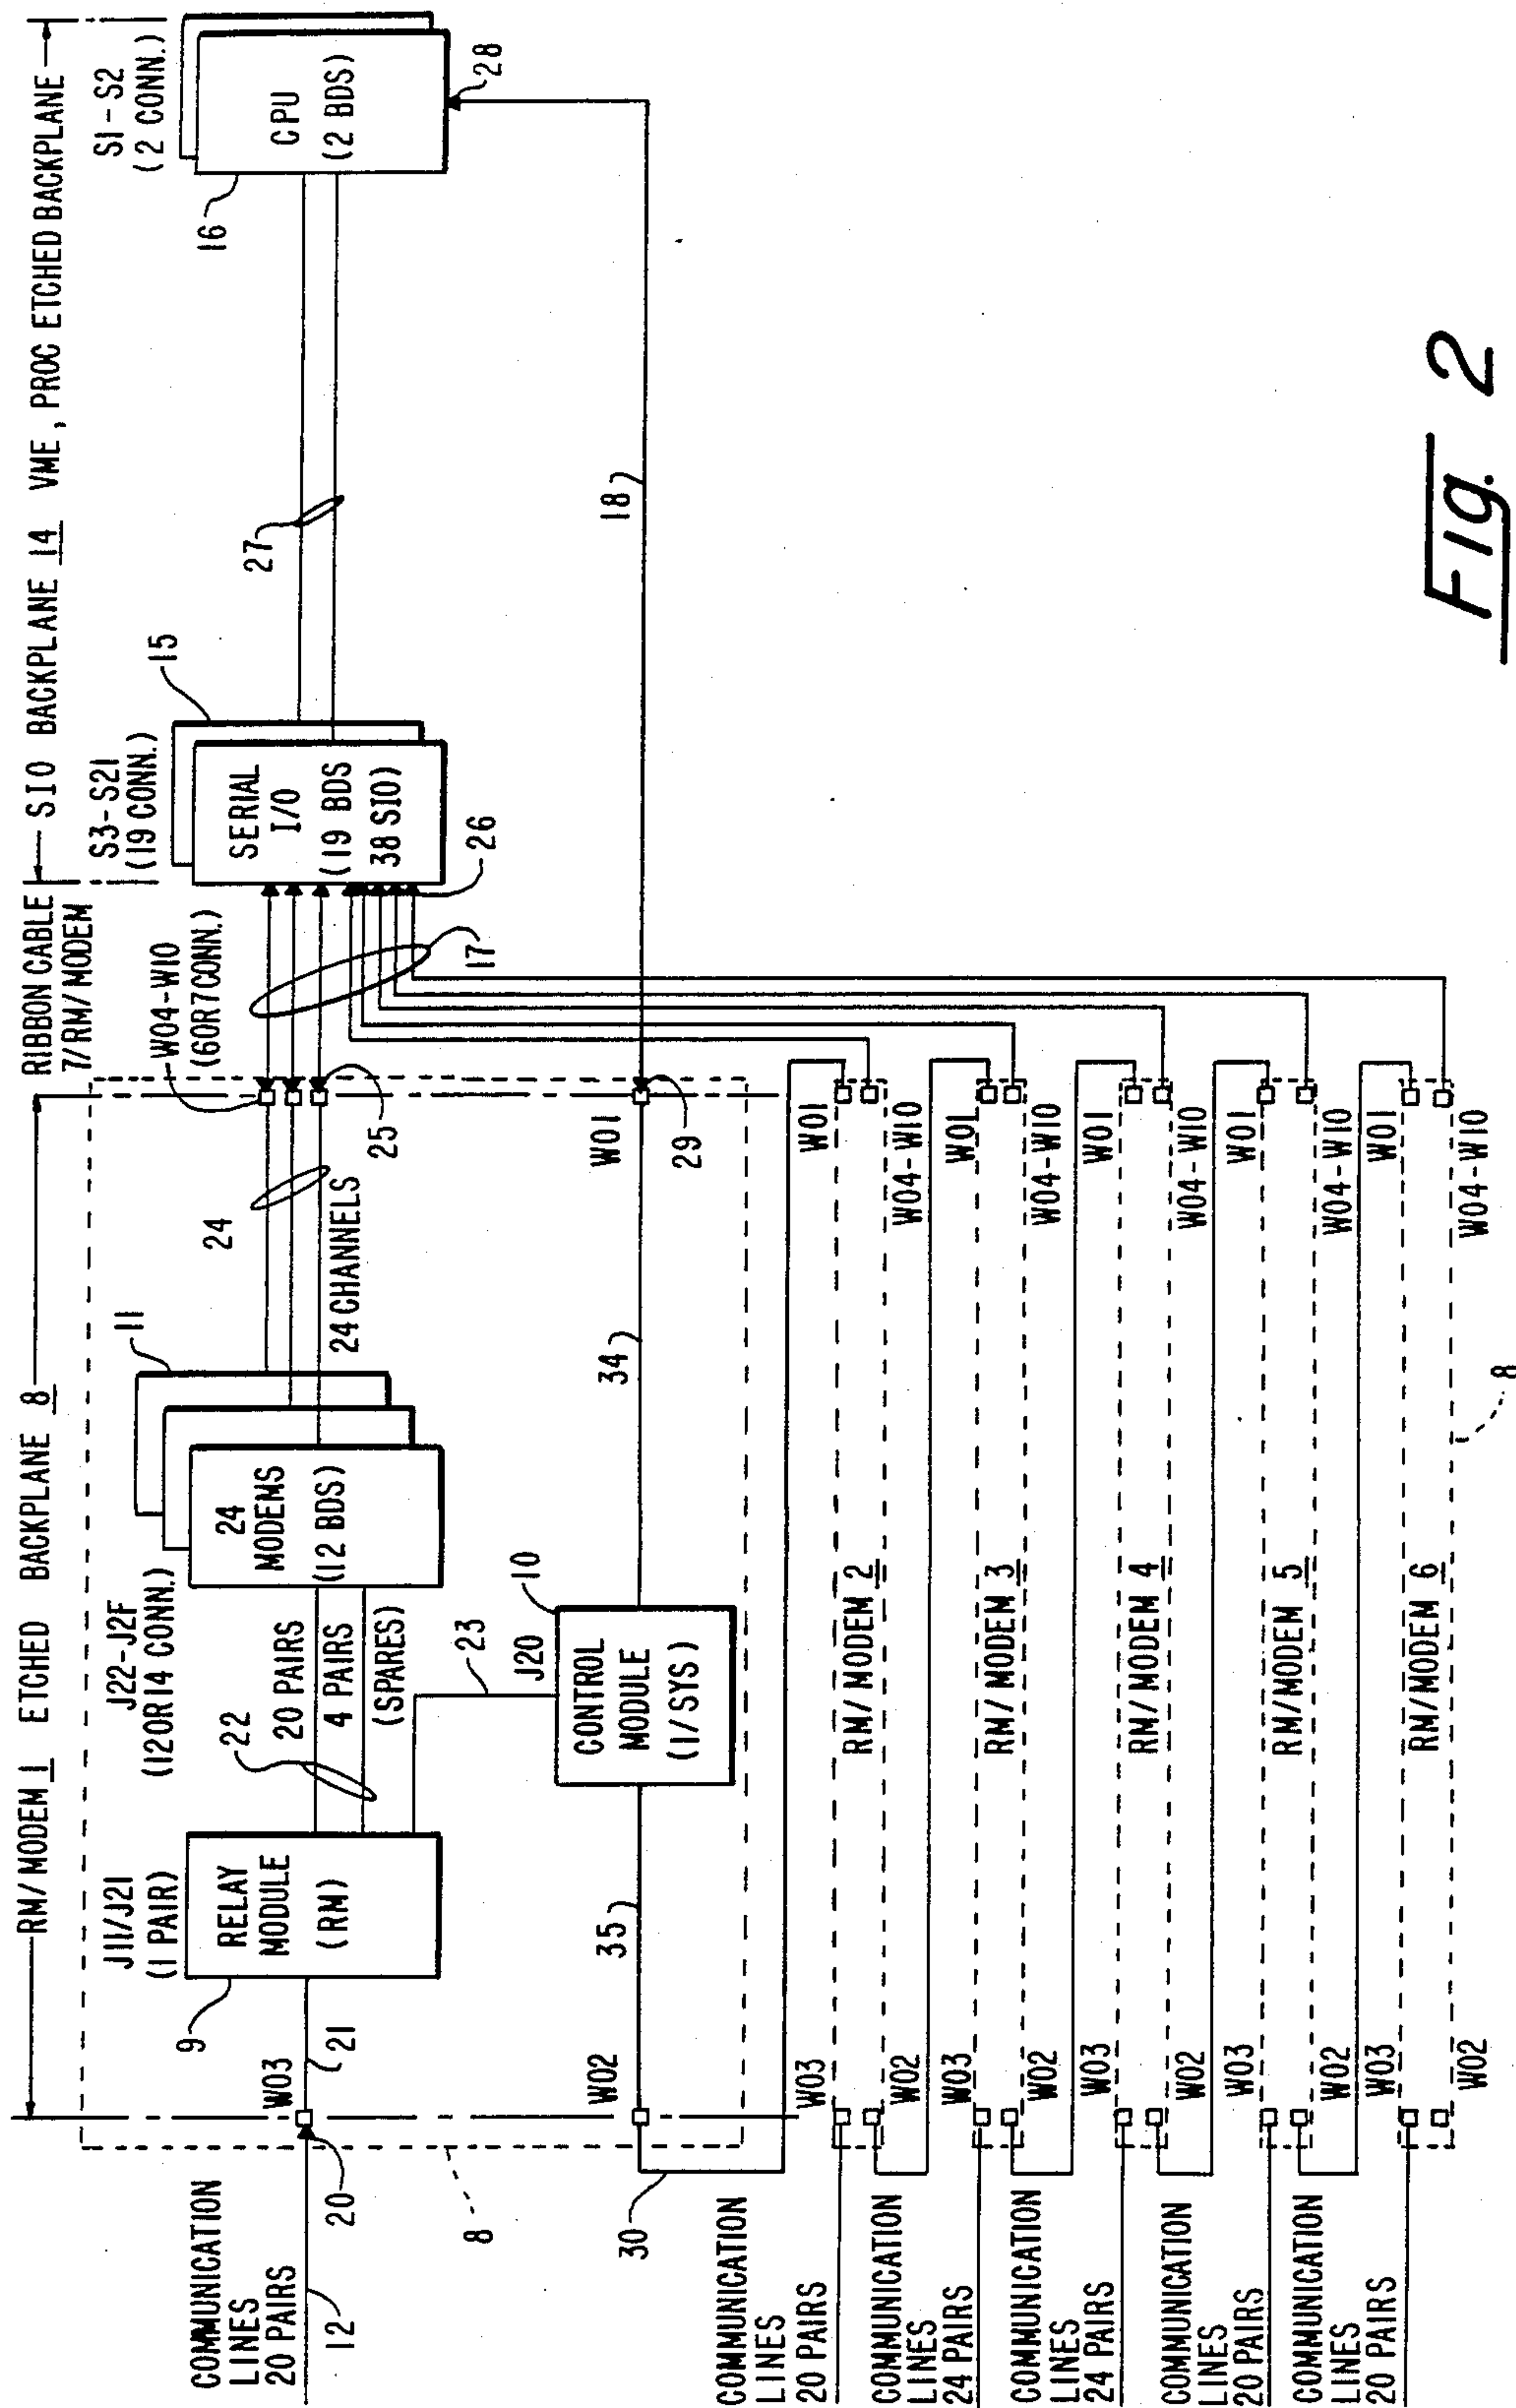 RM/MODEM 1 ETCHED BACKPLANE 8
RIBBON CABLE
7/RM/MODEM
SIO BACKPLANE 14 VME, PROC ETCHED BACKPLANE
J11/J21
(1 PAIR)
J22-J2F
(12OR14 CONN.)
11
W04-W10
(6OR7CONN.)
S3-S21
(19 CONN.)
15
S1-S2
(2 CONN.)
COMMUNICATION
LINES
20 PAIRS
12
20
W03
21
9
RELAY
MODULE
(RM)
22
20 PAIRS
4 PAIRS
(SPARES)
23
24
MODEMS
(12 BDS)
24
24 CHANNELS
25
17
26
SERIAL
I/O
(19 BDS
38 SIO)
27
16
CPU
(2 BDS)
28
8
30
W02
35
J20
10
CONTROL
MODULE
(1/SYS)
34
W01
29
18
COMMUNICATION
LINES
20 PAIRS
W03
W02
RM/MODEM 2
W01
W04-W10
COMMUNICATION
LINES
24 PAIRS
W03
W02
RM/MODEM 3
W01
W04-W10
COMMUNICATION
LINES
24 PAIRS
W03
W02
RM/MODEM 4
W01
W04-W10
COMMUNICATION
LINES
20 PAIRS
W03
W02
RM/MODEM 5
W01
W04-W10
COMMUNICATION
LINES
20 PAIRS
W03
W02
RM/MODEM 6
W01
W04-W10
8
Fig. 2